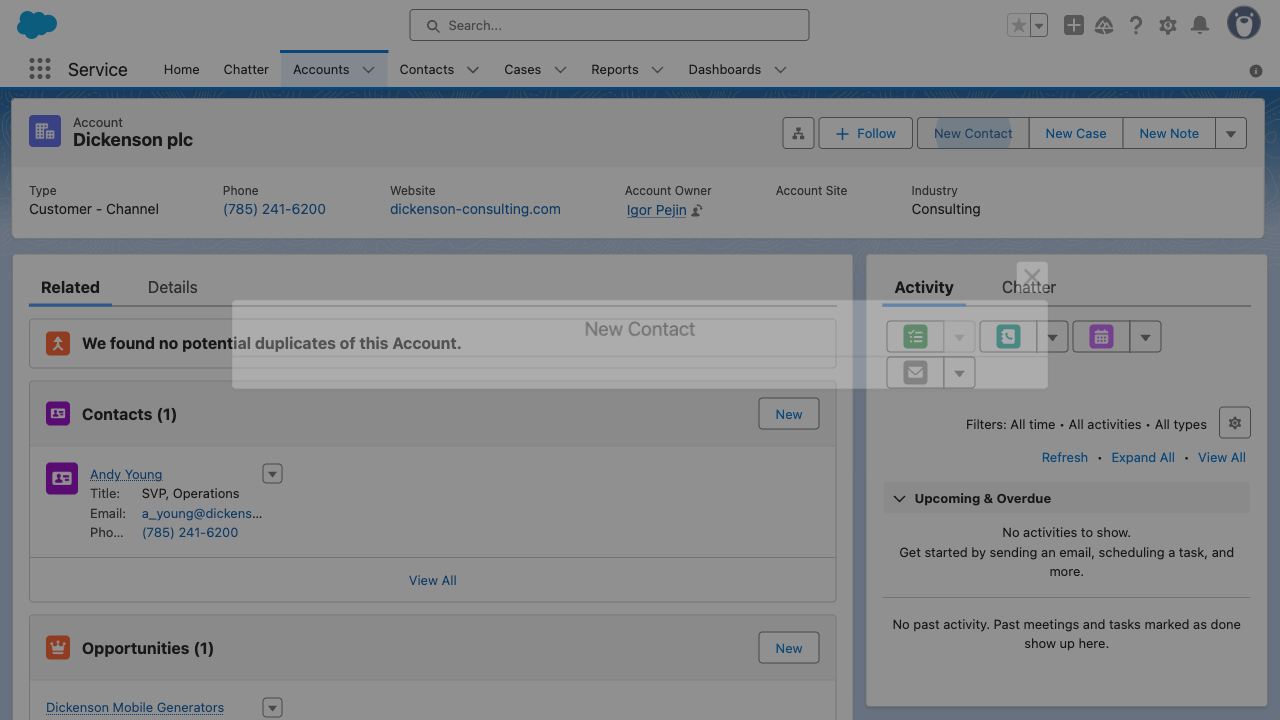 Search...
Service
Home
Chatter
Accounts
Contacts
Cases
Reports
Dashboards
Account
Dickenson plc
Follow
New Contact
New Case
New Note
Type
Phone
Website
Account Owner
Account Site
Industry
Customer - Channel
(785) 241-6200
dickenson-consulting.com
Igor Pejin
Consulting
Related
Details
Activity
Chatter
New Contact
We found no potential duplicates of this Account.
Contacts (1)
New
Andy Young
Title: SVP, Operations
Email: a_young@dickens...
Pho... (785) 241-6200
View All
Opportunities (1)
New
Dickenson Mobile Generators
Filters: All time • All activities • All types
Refresh • Expand All • View All
Upcoming & Overdue
No activities to show.
Get started by sending an email, scheduling a task, and
more.
No past activity. Past meetings and tasks marked as done
show up here.